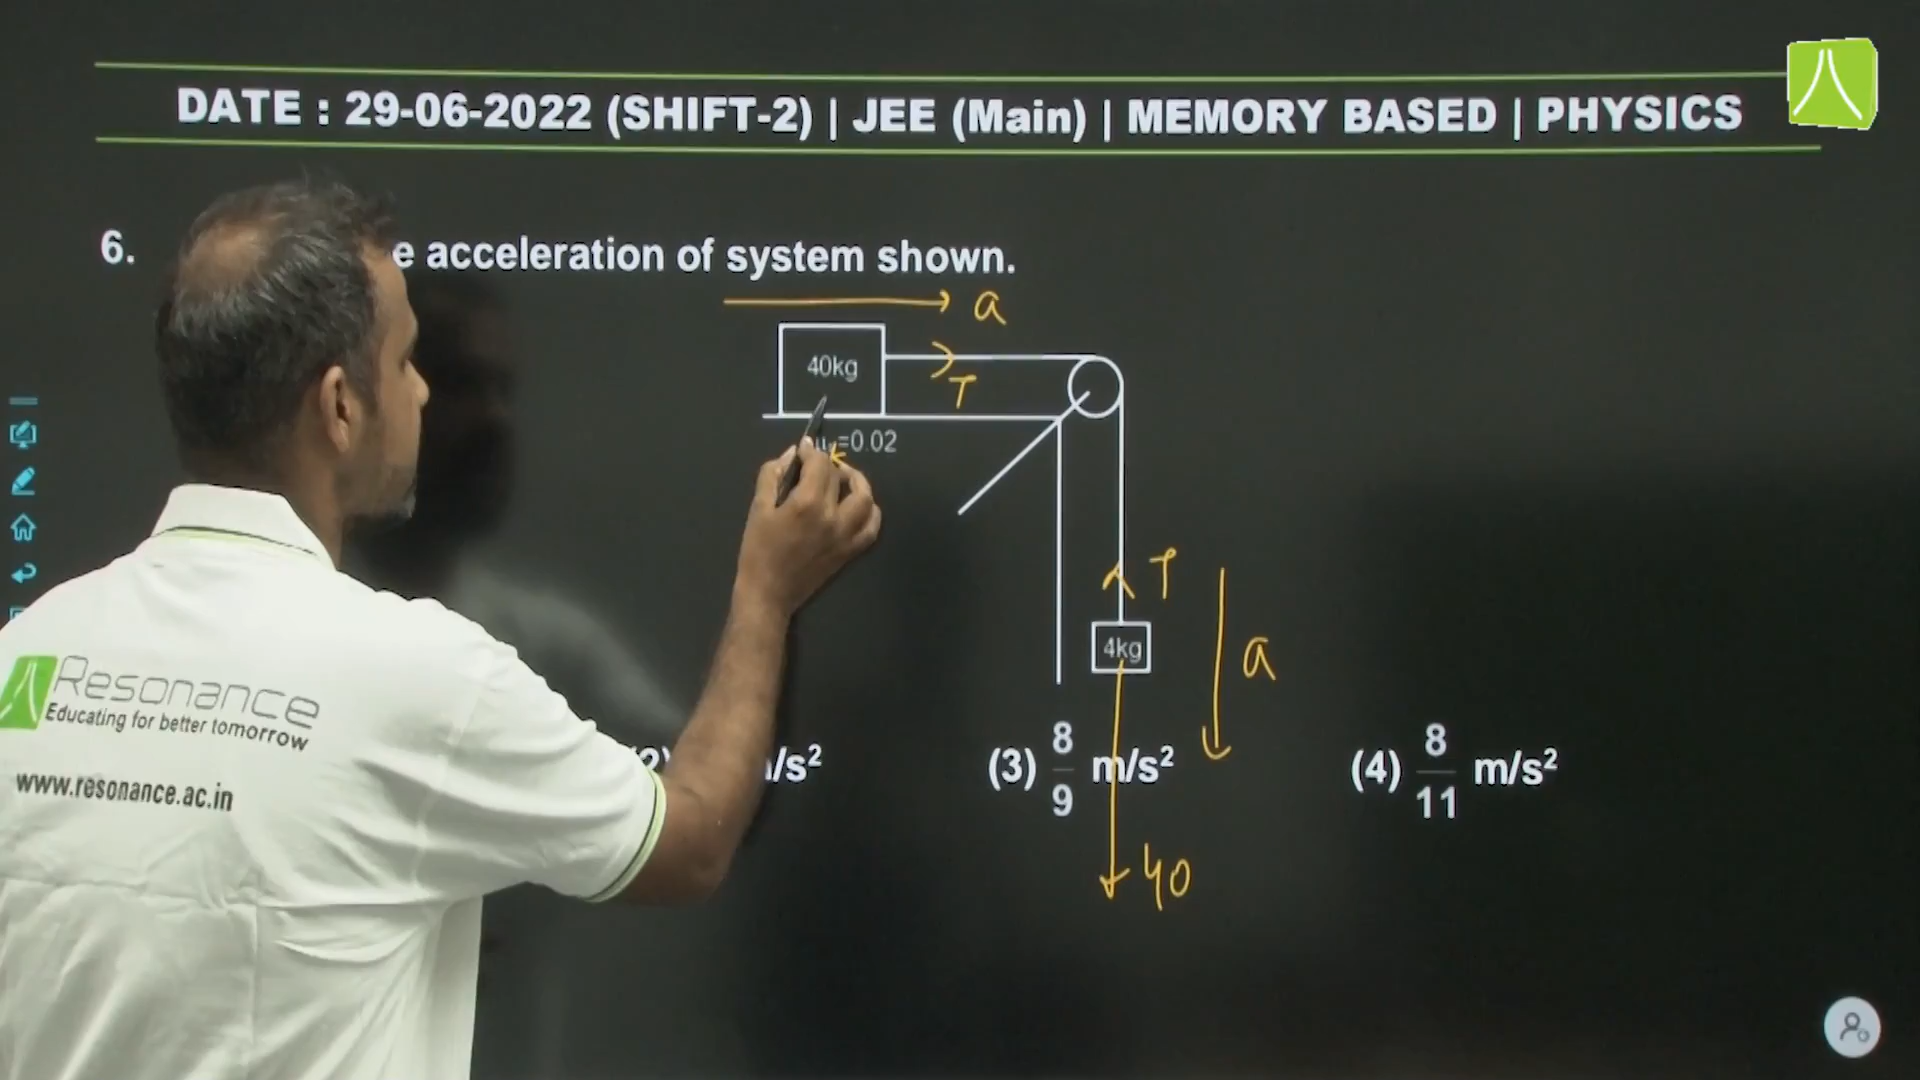 DATE : 29-06-2022 (SHIFT-2) | JEE (Main) | MEMORY BASED | PHYSICS
6. acceleration of system shown.
a
40kg
T
=0.02
T
4kg
a
/s²
(3) 8/9 m/s²
(4) 8/11 m/s²
40
Resonance
Educating for better tomorrow
www.resonance.ac.in